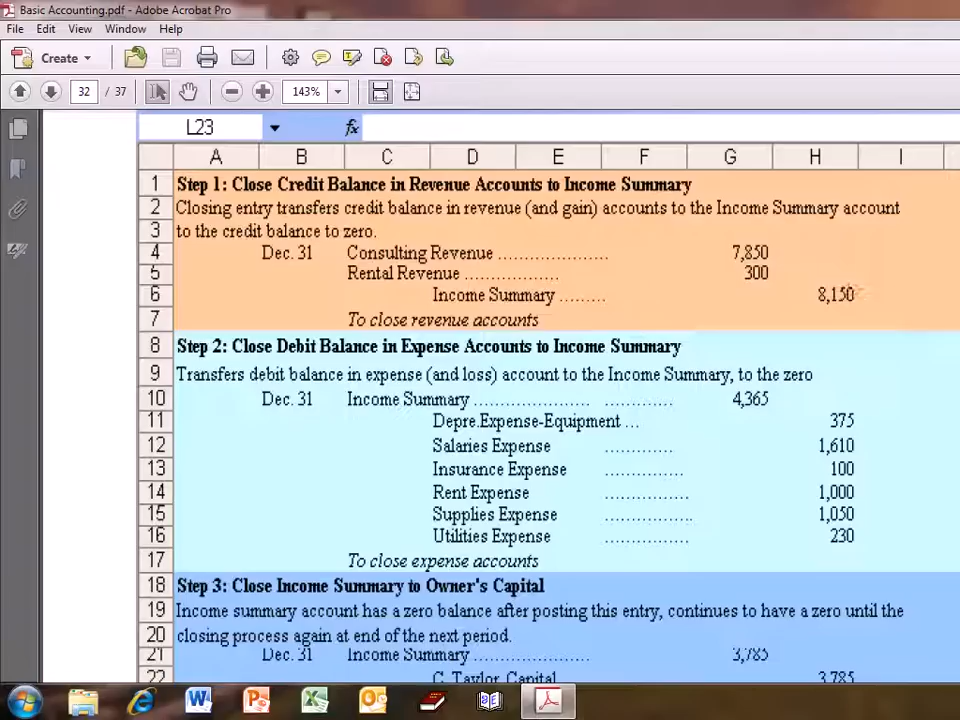 Basic Accounting.pdf - Adobe Acrobat Pro
File Edit View Window Help
Create
32 / 37 143%
L23 fx
A B C D E F G H I
1 Step 1: Close Credit Balance in Revenue Accounts to Income Summary
2 Closing entry transfers credit balance in revenue (and gain) accounts to the Income Summary account
3 to the credit balance to zero.
4 Dec. 31 Consulting Revenue ..................... 7,850
5 Rental Revenue .................. 300
6 Income Summary ......... 8,150
7 To close revenue accounts
8 Step 2: Close Debit Balance in Expense Accounts to Income Summary
9 Transfers debit balance in expense (and loss) account to the Income Summary, to the zero
10 Dec. 31 Income Summary ...................... ............. 4,365
11 Depre.Expense-Equipment ... 375
12 Salaries Expense ............. 1,610
13 Insurance Expense ............... 100
14 Rent Expense ................ 1,000
15 Supplies Expense ................. 1,050
16 Utilities Expense ................ 230
17 To close expense accounts
18 Step 3: Close Income Summary to Owner's Capital
19 Income summary account has a zero balance after posting this entry, continues to have a zero until the
20 closing process again at end of the next period.
21 Dec. 31 Income Summary ...................... 3,785
22 C. Taylor, Capital 3,785